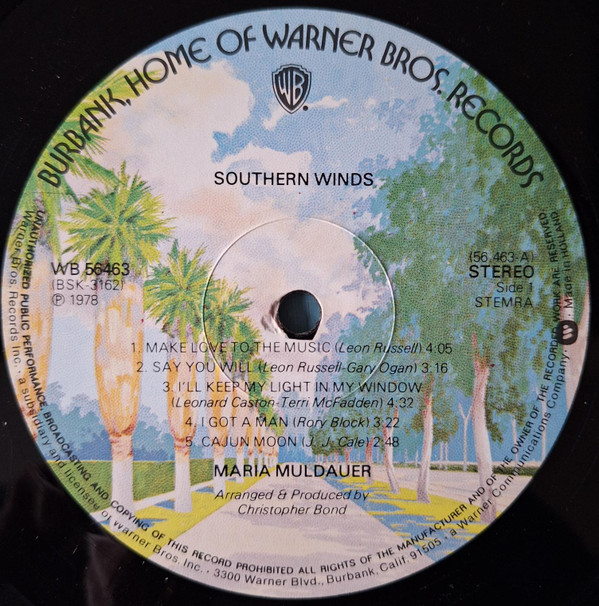 BURBANK, HOME OF WARNER BROS. RECORDS
WB
SOUTHERN WINDS
WB 56463
(BSK-3162)
℗ 1978
(56.463-A)
STEREO
Side 1
STEMRA
1. MAKE LOVE TO THE MUSIC (Leon Russell) 4:05
2. SAY YOU WILL (Leon Russell-Gary Ogan) 3:16
3. I'LL KEEP MY LIGHT IN MY WINDOW
(Leonard Caston-Terri McFadden) 4:32
4. I GOT A MAN (Rory Block) 3:22
5. CAJUN MOON (J. J. Cale) 2:48
MARIA MULDAUER
Arranged & Produced by
Christopher Bond
UNAUTHORIZED PUBLIC PERFORMANCE, BROADCASTING AND COPYING OF THIS RECORD PROHIBITED ALL RIGHTS OF THE MANUFACTURER AND OF THE OWNER OF THE RECORDED WORK ARE RESERVED
Warner Bros. Records Inc. • a subsidiary and licensee of Warner Bros. Inc. • 3300 Warner Blvd., Burbank, Calif. 91505 • a Warner Communications Company. • Made in HOLLAND